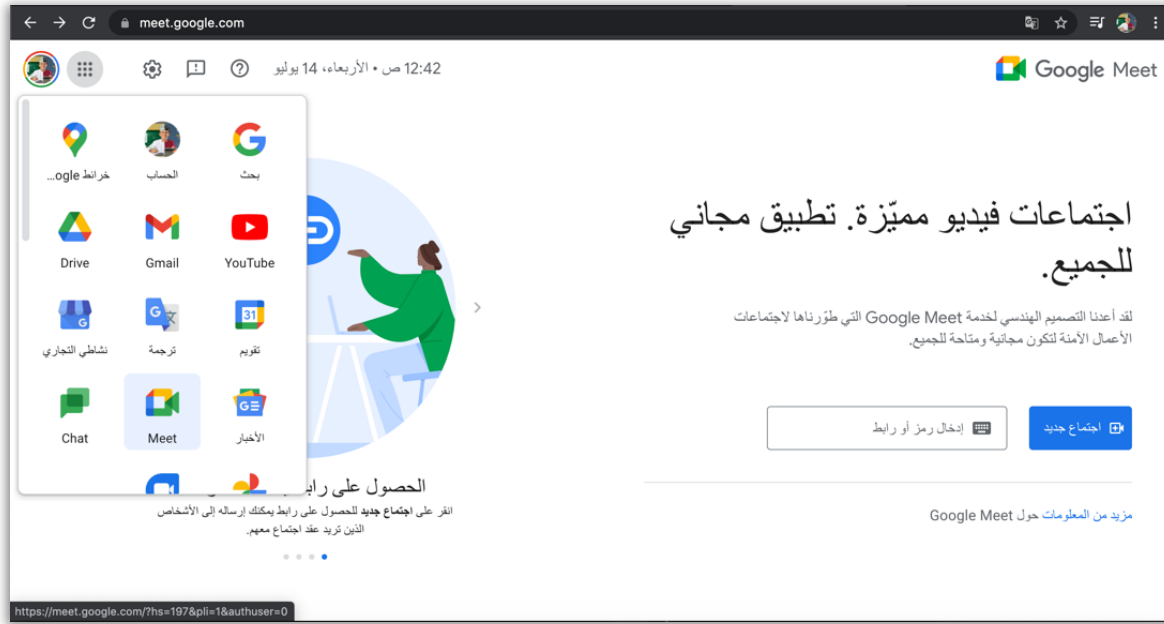 meet.google.com
Google Meet
12:42 ص • الأربعاء، 14 يوليو
بحث
الحساب
خرائط ogle...
YouTube
Gmail
Drive
تقويم
ترجمة
نشاطي التجاري
الأخبار
Meet
Chat
اجتماعات فيديو مميّزة. تطبيق مجاني
للجميع.
لقد أعدنا التصميم الهندسي لخدمة Google Meet التي طوّرناها لاجتماعات
الأعمال الآمنة لتكون مجانية ومتاحة للجميع.
اجتماع جديد
إدخال رمز أو رابط
مزيد من المعلومات حول Google Meet
الحصول على
انقر على اجتماع جديد للحصول على رابط يمكنك إرساله إلى الأشخاص
الذين تريد عقد اجتماع معهم.
https://meet.google.com/?hs=197&pli=1&authuser=0